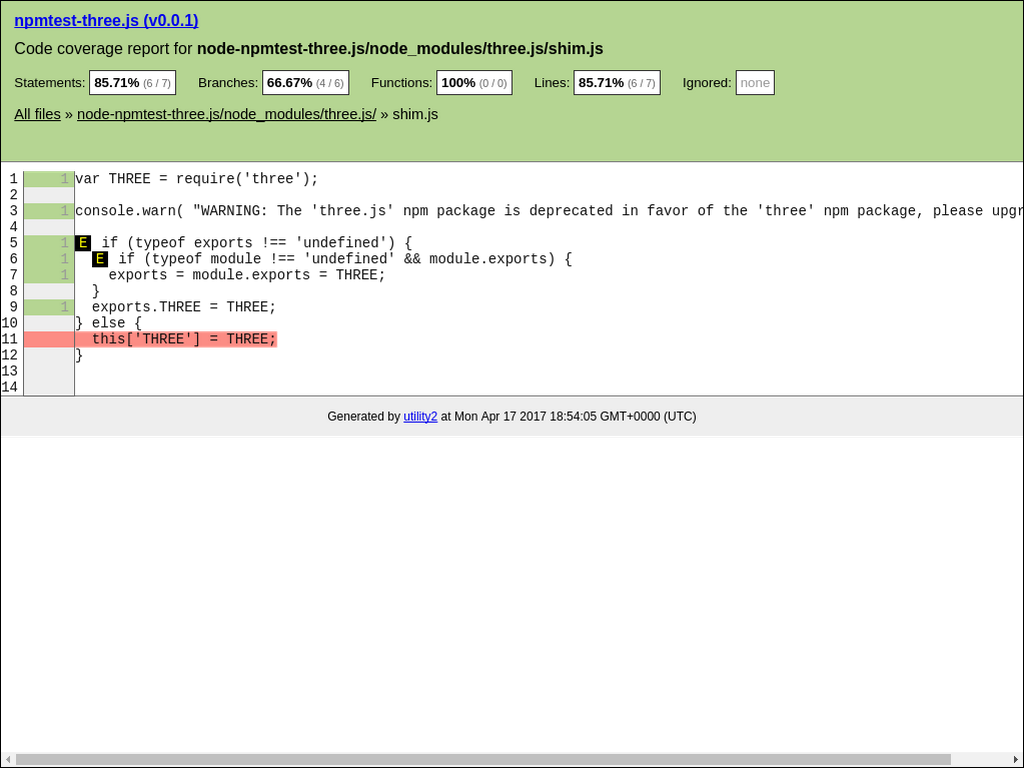 npmtest-three.js (v0.0.1)
Code coverage report for node-npmtest-three.js/node_modules/three.js/shim.js
Statements: 85.71% (6 / 7) Branches: 66.67% (4 / 6) Functions: 100% (0 / 0) Lines: 85.71% (6 / 7) Ignored: none
All files » node-npmtest-three.js/node_modules/three.js/ » shim.js
1 1 var THREE = require('three');
2
3 1 console.warn( "WARNING: The 'three.js' npm package is deprecated in favor of the 'three' npm package, please upgr
4
5 1 E if (typeof exports !== 'undefined') {
6 1 E if (typeof module !== 'undefined' && module.exports) {
7 1 exports = module.exports = THREE;
8 }
9 1 exports.THREE = THREE;
10 } else {
11 this['THREE'] = THREE;
12 }
13
14
Generated by utility2 at Mon Apr 17 2017 18:54:05 GMT+0000 (UTC)